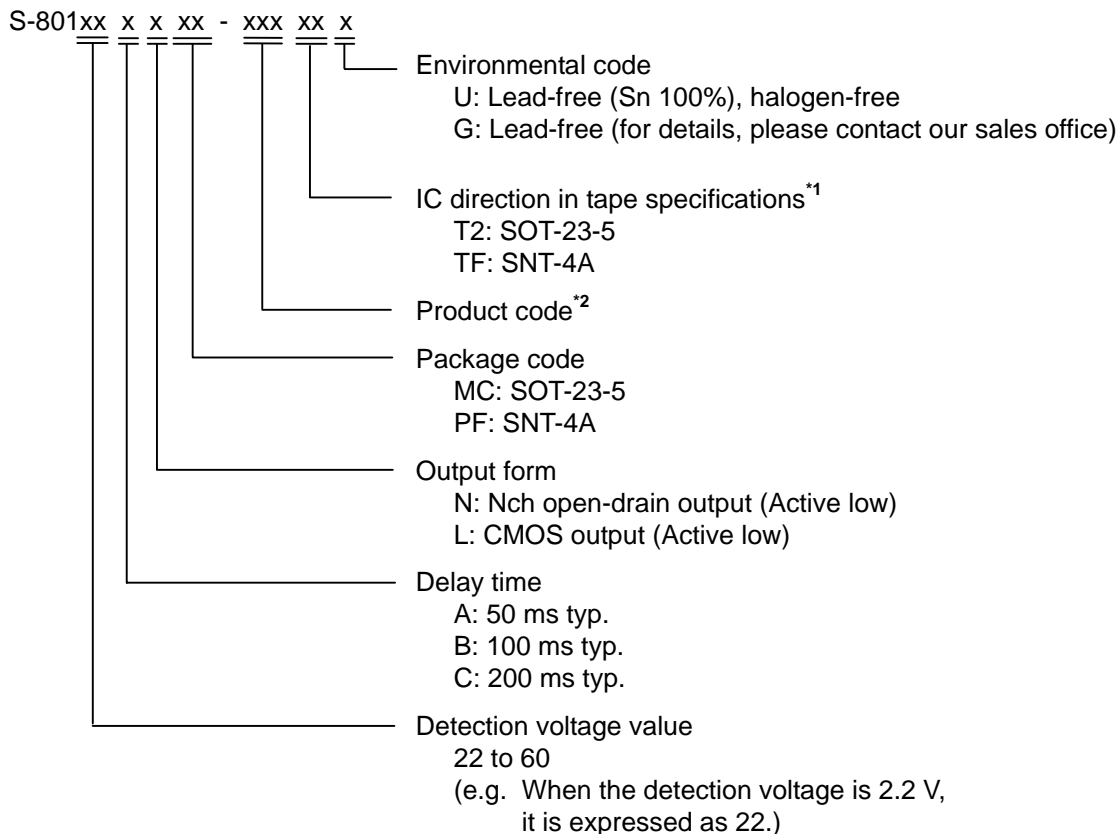 S-801xx x x xx - xxx xx x
Environmental code
U: Lead-free (Sn 100%), halogen-free
G: Lead-free (for details, please contact our sales office)
IC direction in tape specifications*1
T2: SOT-23-5
TF: SNT-4A
Product code*2
Package code
MC: SOT-23-5
PF: SNT-4A
Output form
N: Nch open-drain output (Active low)
L: CMOS output (Active low)
Delay time
A: 50 ms typ.
B: 100 ms typ.
C: 200 ms typ.
Detection voltage value
22 to 60
(e.g. When the detection voltage is 2.2 V,
it is expressed as 22.)